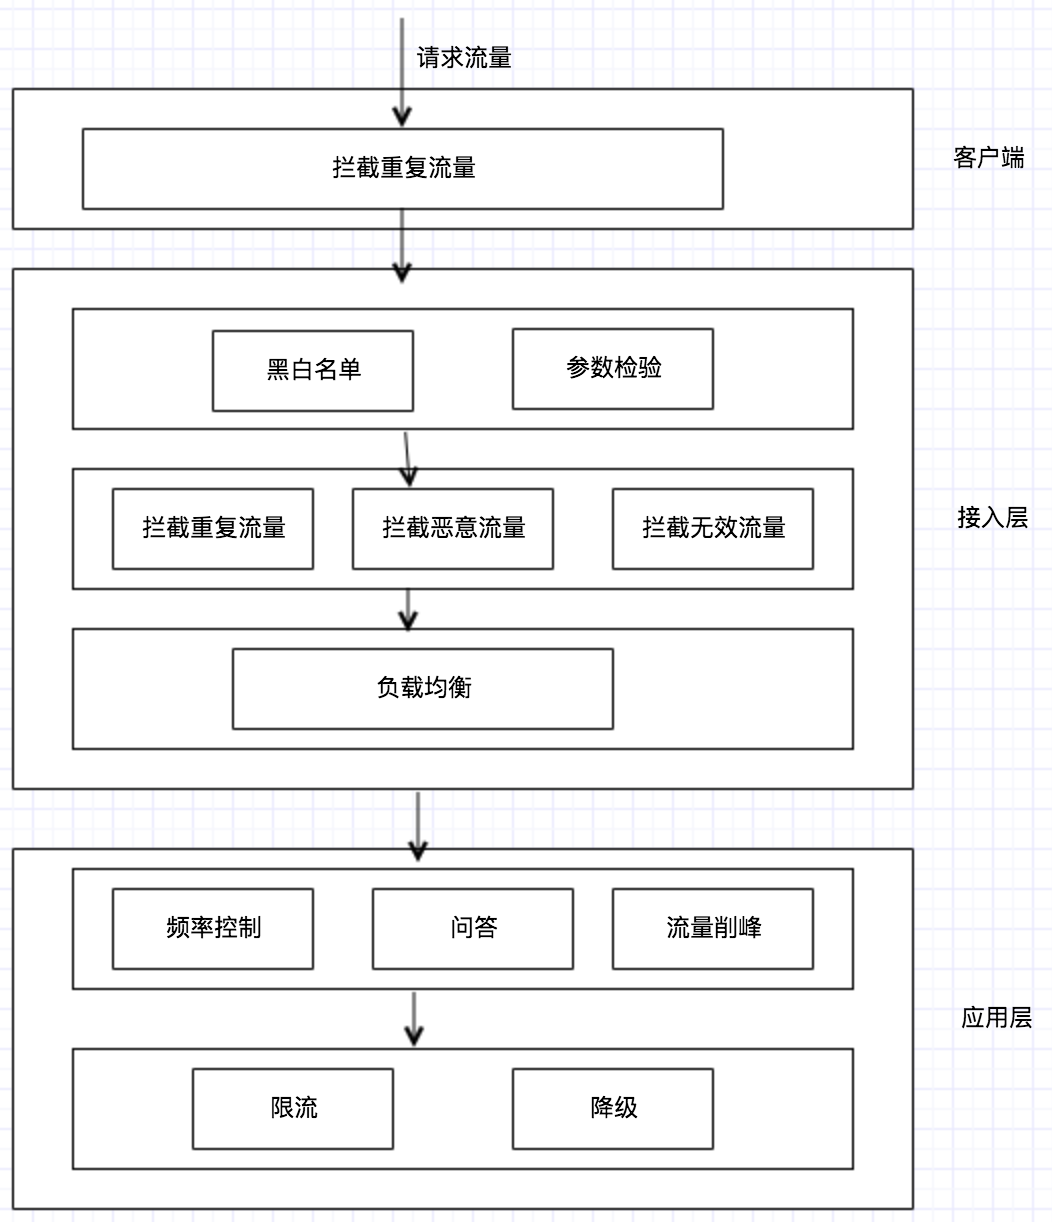 请求流量
拦截重复流量
客户端
黑白名单
参数检验
拦截重复流量
拦截恶意流量
拦截无效流量
接入层
负载均衡
频率控制
问答
流量削峰
应用层
限流
降级